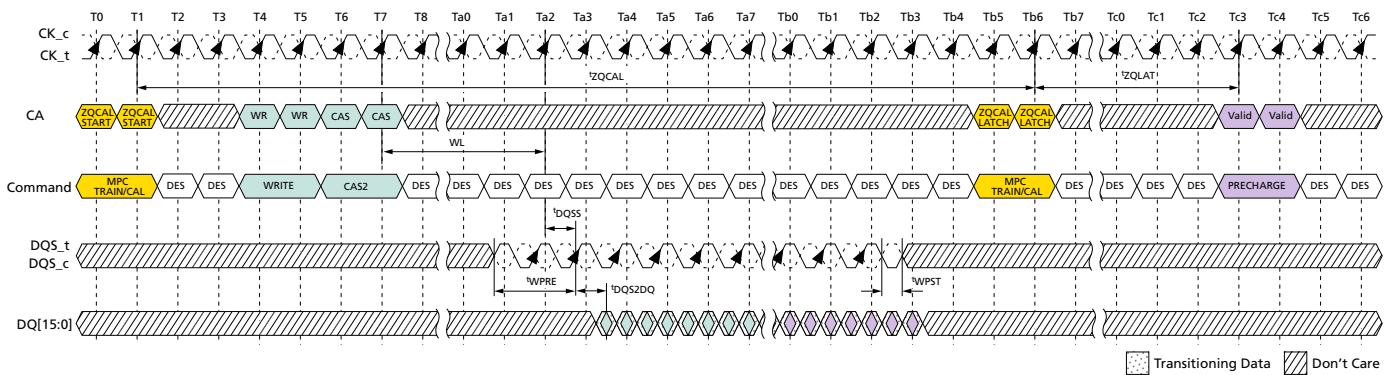 T0 T1 T2 T3 T4 T5 T6 T7 T8 Ta0 Ta1 Ta2 Ta3 Ta4 Ta5 Ta6 Ta7 Tb0 Tb1 Tb2 Tb3 Tb4 Tb5 Tb6 Tb7 Tc0 Tc1 Tc2 Tc3 Tc4 Tc5 Tc6
CK_c
CK_t
tZQCAL tZQLAT
CA ZQCAL START ZQCAL START WR WR CAS CAS ZQCAL LATCH ZQCAL LATCH Valid Valid
WL
Command MPC TRAIN/CAL DES DES WRITE CAS2 DES DES DES DES DES DES DES DES DES DES DES DES DES DES MPC TRAIN/CAL DES DES DES DES PRECHARGE DES DES
tDQSS
DQS_t
DQS_c
tWPRE tDQS2DQ tWPST
DQ[15:0]
Transitioning Data Don't Care